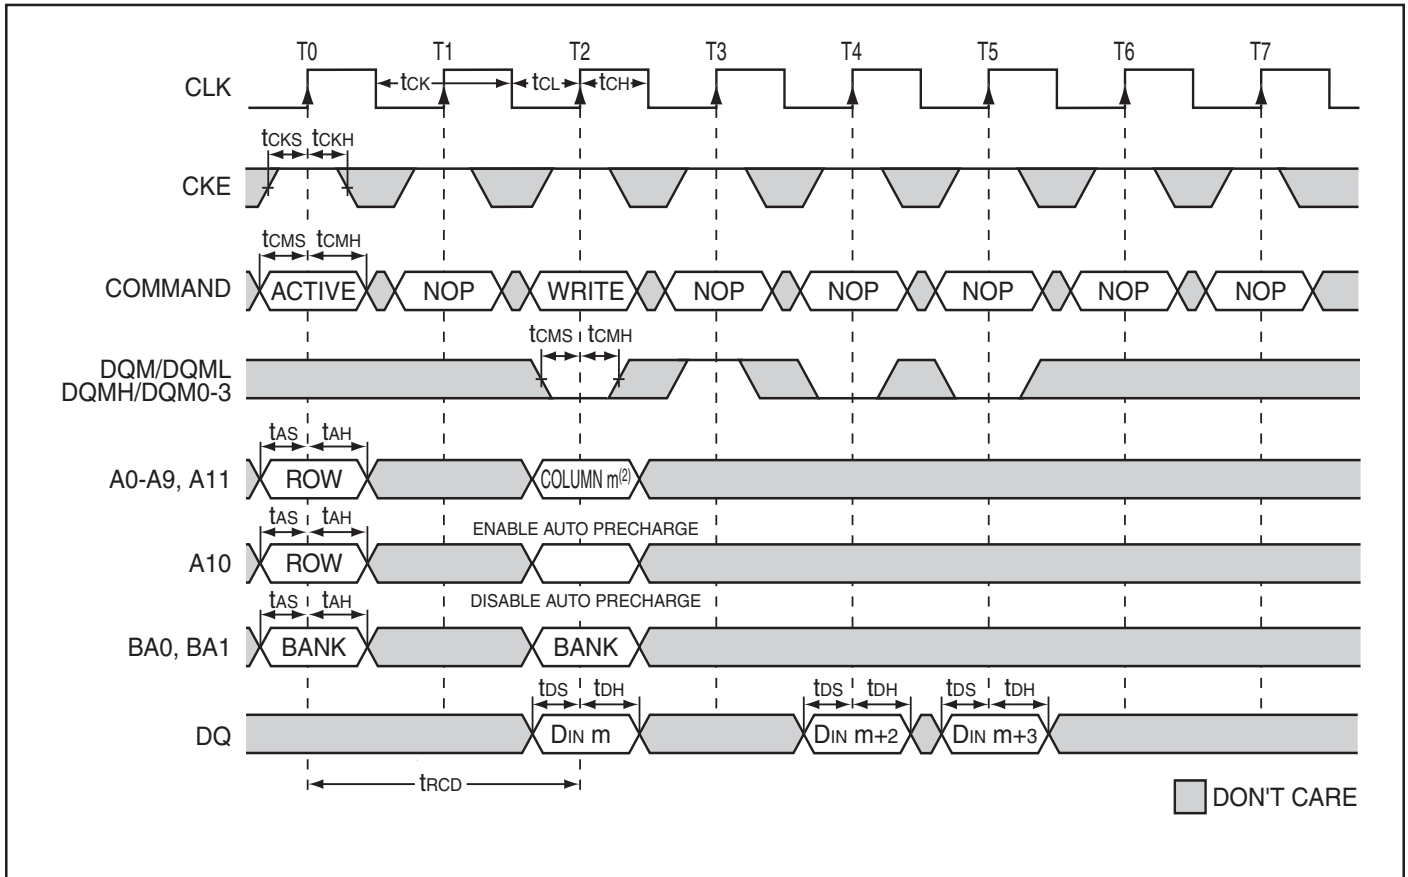 T0 T1 T2 T3 T4 T5 T6 T7
CLK
tCK tCL tCH
tCKS tCKH
CKE
tCMS tCMH
COMMAND
ACTIVE NOP WRITE NOP NOP NOP NOP NOP
tCMS tCMH
DQM/DQML
DQMH/DQM0-3
tAS tAH
A0-A9, A11
ROW COLUMN m(2)
tAS tAH
ENABLE AUTO PRECHARGE
A10
ROW
tAS tAH
DISABLE AUTO PRECHARGE
BA0, BA1
BANK BANK
tDS tDH tDS tDH tDS tDH
DQ
DIN m DIN m+2 DIN m+3
tRCD
DON'T CARE